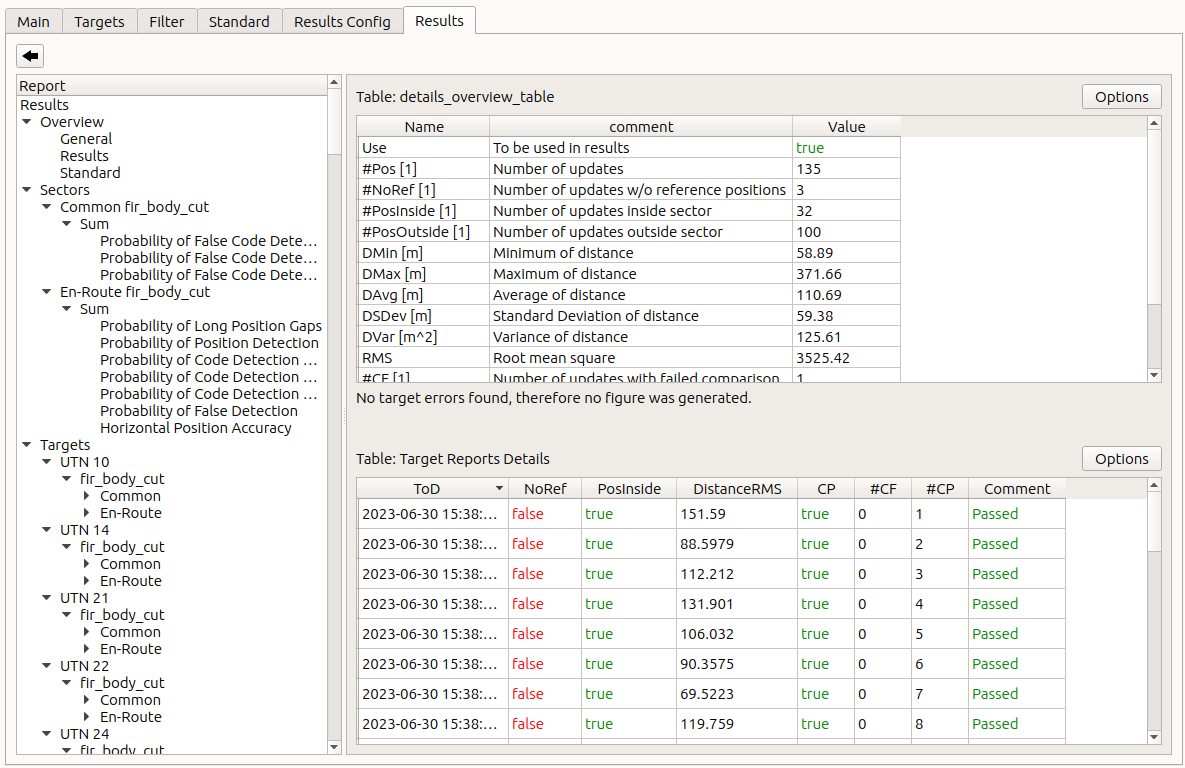 Main Targets Filter Standard Results Config Results
Report
Results
Overview
General
Results
Standard
Sectors
Common fir_body_cut
Sum
Probability of False Code Dete…
Probability of False Code Dete…
Probability of False Code Dete…
En-Route fir_body_cut
Sum
Probability of Long Position Gaps
Probability of Position Detection
Probability of Code Detection …
Probability of Code Detection …
Probability of Code Detection …
Probability of False Detection
Horizontal Position Accuracy
Targets
UTN 10
fir_body_cut
Common
En-Route
UTN 14
fir_body_cut
Common
En-Route
UTN 21
fir_body_cut
Common
En-Route
UTN 22
fir_body_cut
Common
En-Route
UTN 24
fir_body_cut
Table: details_overview_table Options
Name comment Value
Use To be used in results true
#Pos [1] Number of updates 135
#NoRef [1] Number of updates w/o reference positions 3
#PosInside [1] Number of updates inside sector 32
#PosOutside [1] Number of updates outside sector 100
DMin [m] Minimum of distance 58.89
DMax [m] Maximum of distance 371.66
DAvg [m] Average of distance 110.69
DSDev [m] Standard Deviation of distance 59.38
DVar [m^2] Variance of distance 125.61
RMS Root mean square 3525.42
#CF [1] Number of updates with failed comparison 1
No target errors found, therefore no figure was generated.
Table: Target Reports Details Options
ToD NoRef PosInside DistanceRMS CP #CF #CP Comment
2023-06-30 15:38:… false true 151.59 true 0 1 Passed
2023-06-30 15:38:… false true 88.5979 true 0 2 Passed
2023-06-30 15:38:… false true 112.212 true 0 3 Passed
2023-06-30 15:38:… false true 131.901 true 0 4 Passed
2023-06-30 15:38:… false true 106.032 true 0 5 Passed
2023-06-30 15:38:… false true 90.3575 true 0 6 Passed
2023-06-30 15:38:… false true 69.5223 true 0 7 Passed
2023-06-30 15:38:… false true 119.759 true 0 8 Passed